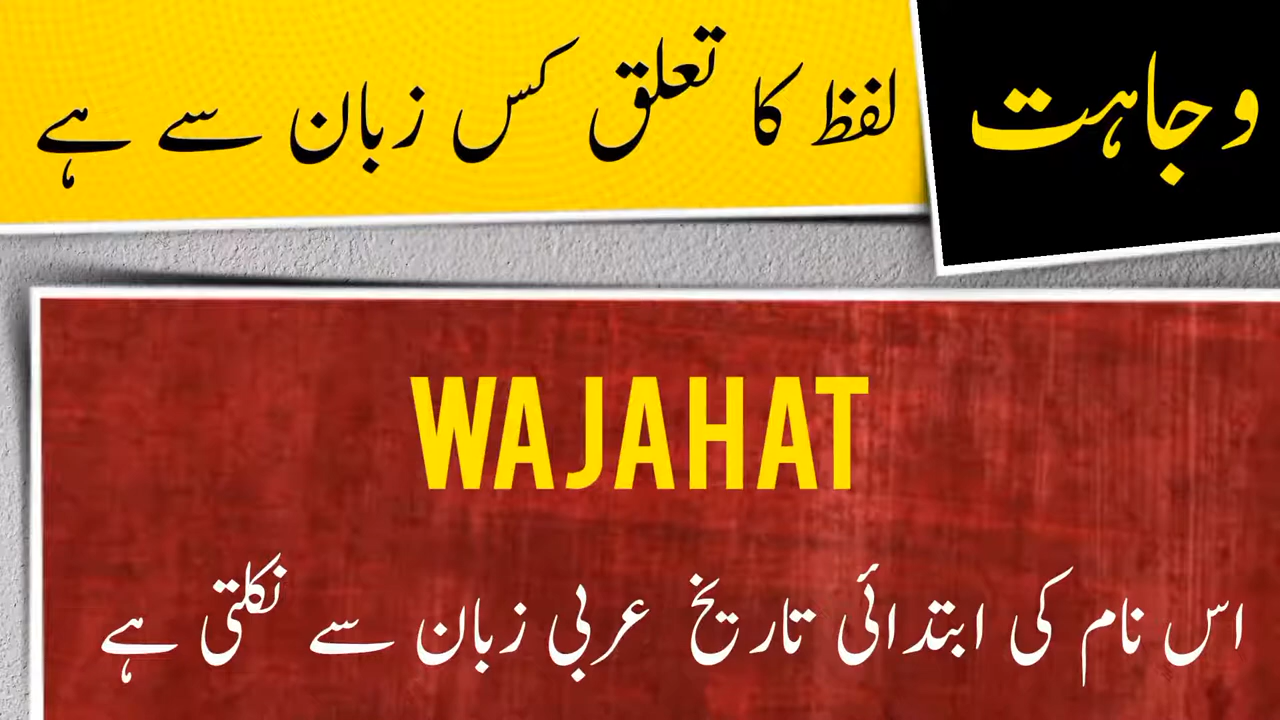 وجاہت لفظ کا تعلق کس زبان سے ہے
WAJAHAT
اس نام کی ابتدائی تاریخ عربی زبان سے نکلتی ہے